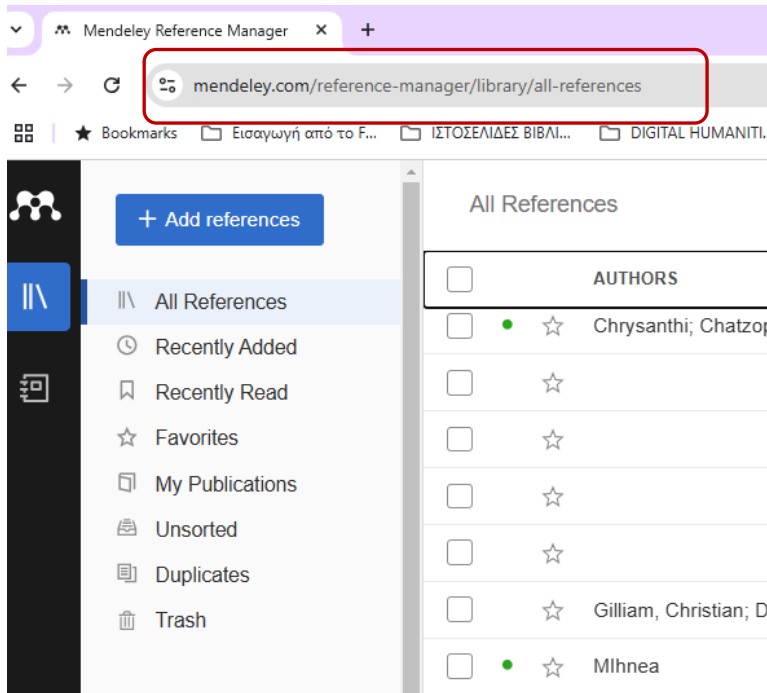 Mendeley Reference Manager
mendeley.com/reference-manager/library/all-references
Bookmarks Εισαγωγή από το F... ΙΣΤΟΣΕΛΙΔΕΣ ΒΙΒΛΙ... DIGITAL HUMANITI...
+ Add references
All References
Recently Added
Recently Read
Favorites
My Publications
Unsorted
Duplicates
Trash
All References
AUTHORS
Chrysanthi; Chatzop
Gilliam, Christian; D
MIhnea